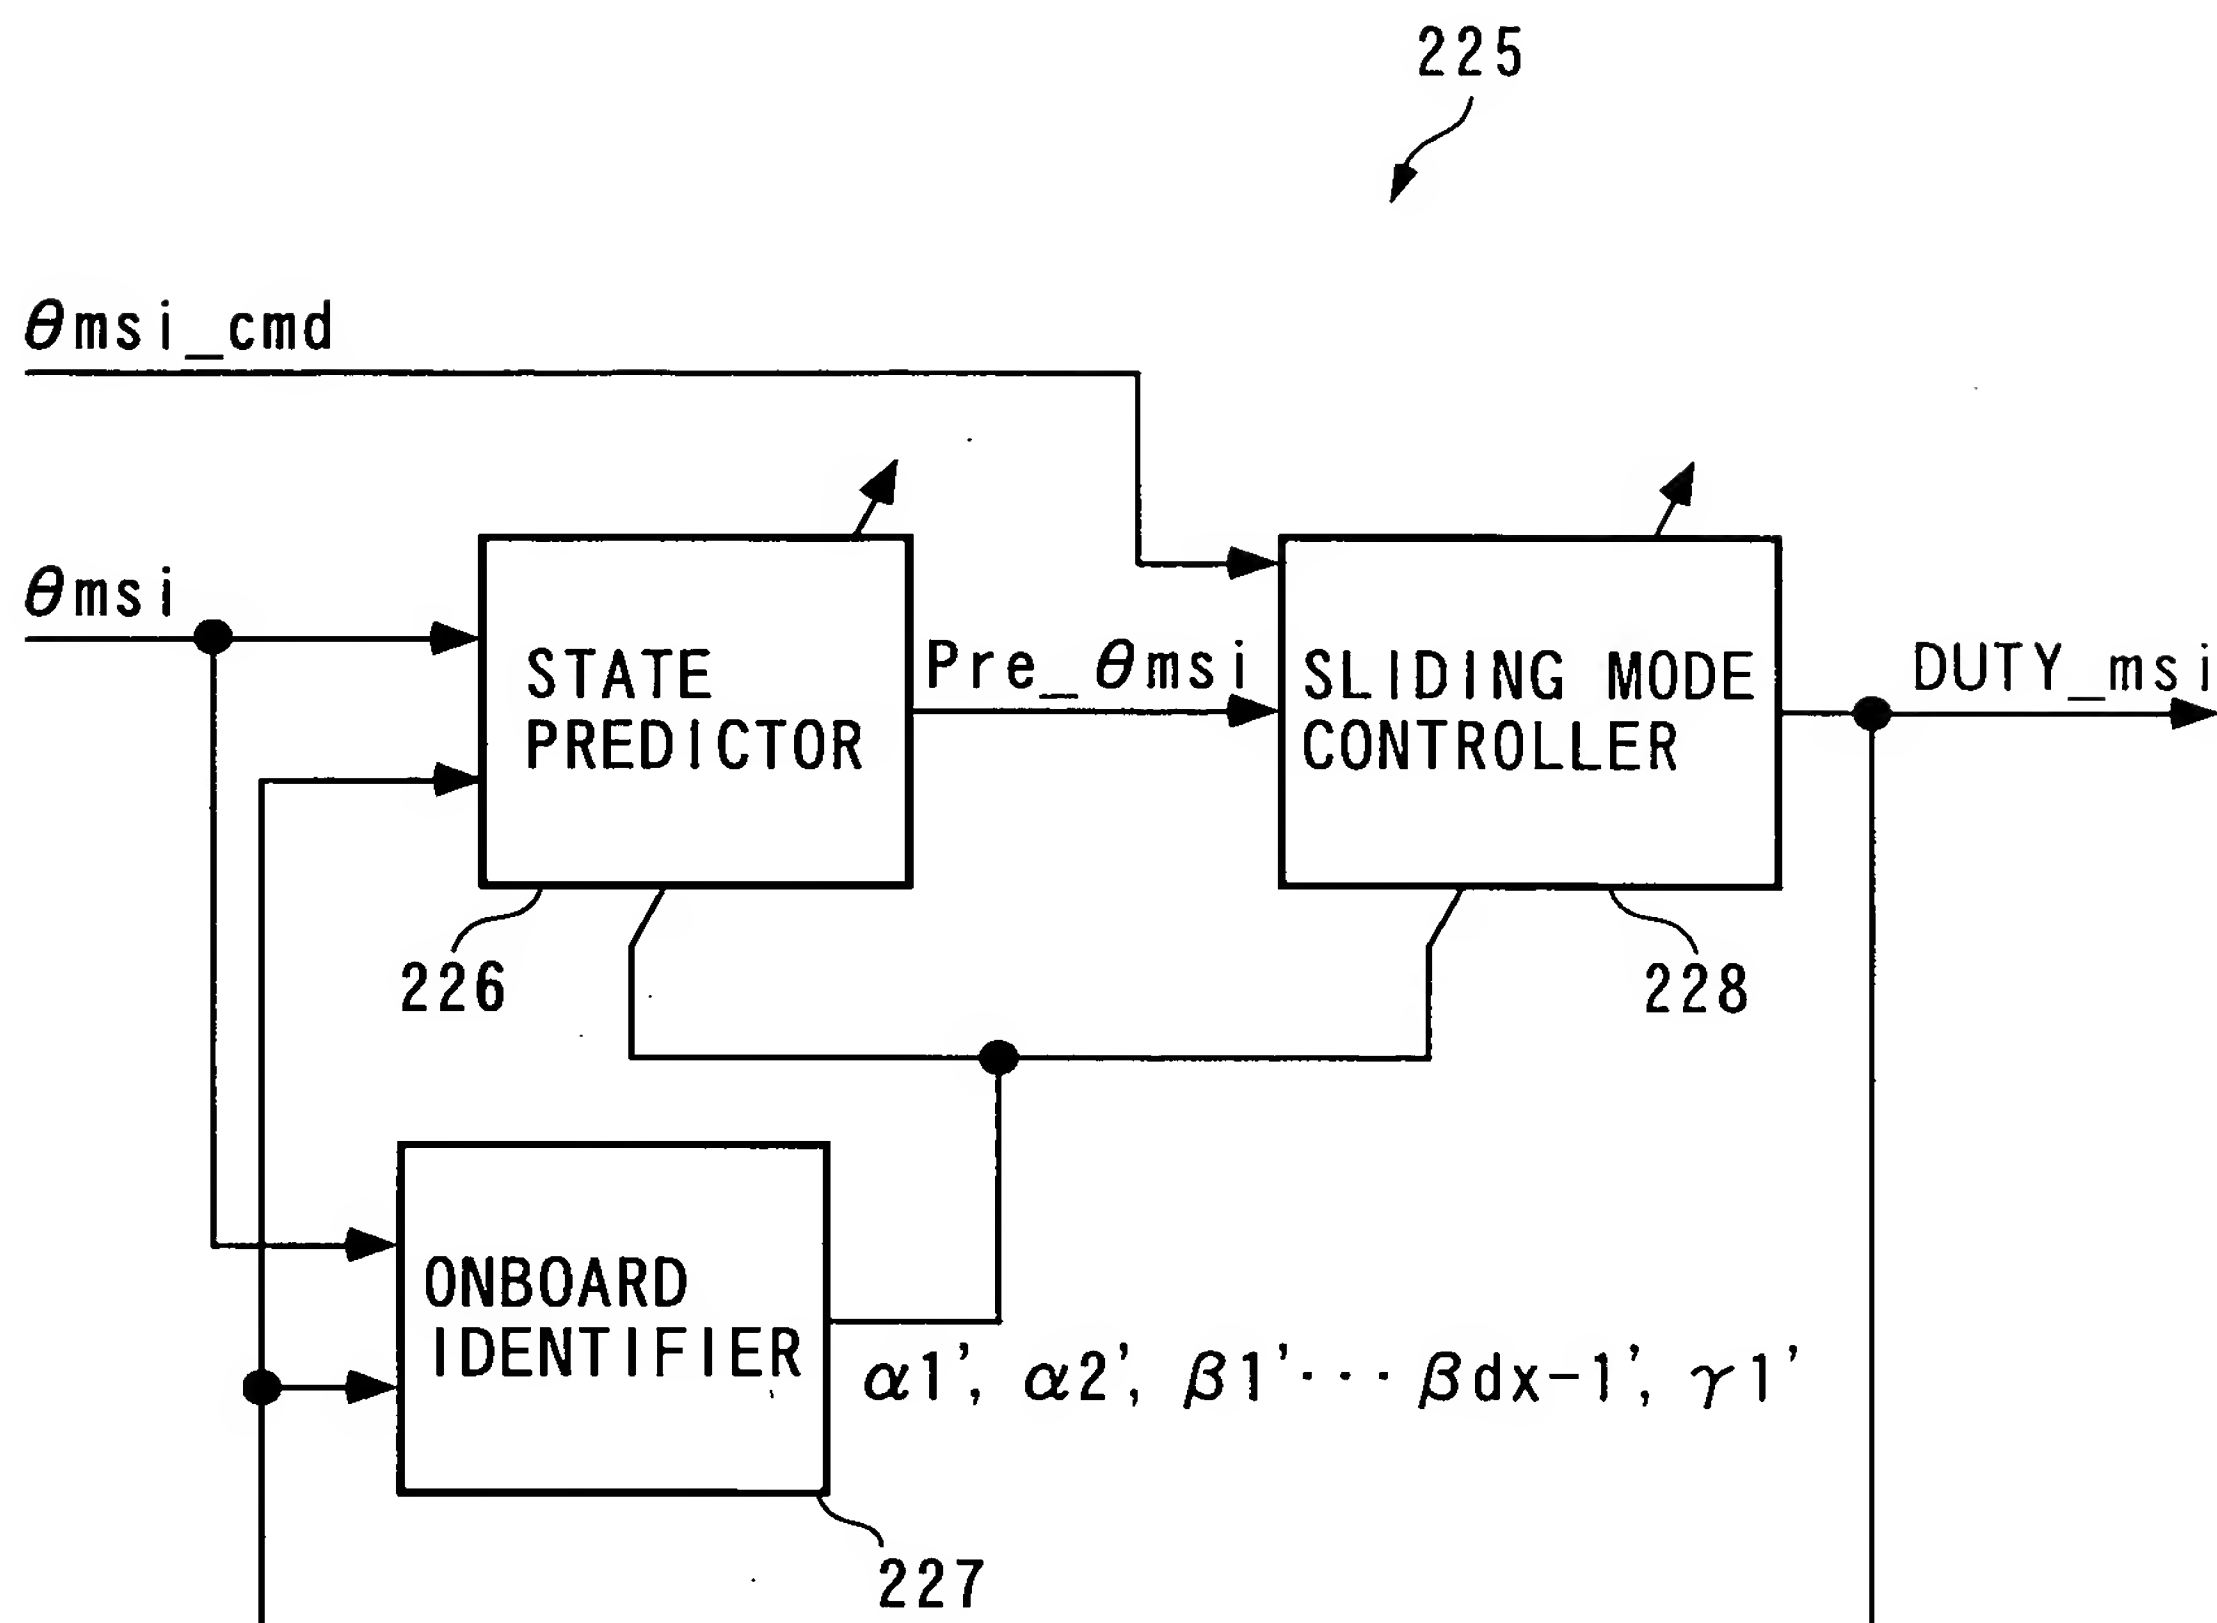 225
θmsi_cmd
θmsi
STATE
PREDICTOR
Pre_θmsi
SLIDING MODE
CONTROLLER
DUTY_msi
226
228
ONBOARD
IDENTIFIER
α1', α2', β1'··· βdx-1', γ1'
227